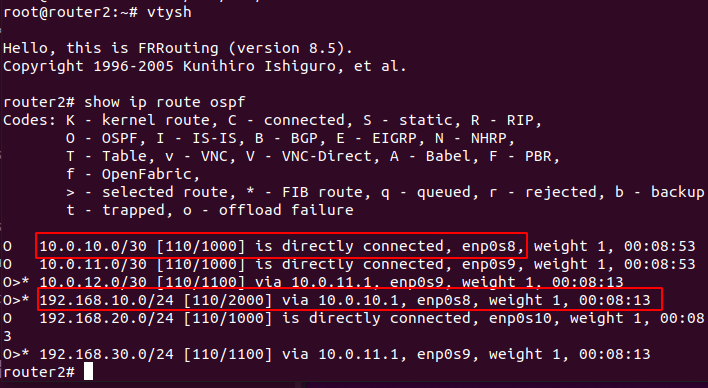 root@router2:~# vtysh
Hello, this is FRRouting (version 8.5).
Copyright 1996-2005 Kunihiro Ishiguro, et al.
router2# show ip route ospf
Codes: K - kernel route, C - connected, S - static, R - RIP,
O - OSPF, I - IS-IS, B - BGP, E - EIGRP, N - NHRP,
T - Table, v - VNC, V - VNC-Direct, A - Babel, F - PBR,
f - OpenFabric,
> - selected route, * - FIB route, q - queued, r - rejected, b - backup
t - trapped, o - offload failure
O   10.0.10.0/30 [110/1000] is directly connected, enp0s8, weight 1, 00:08:53
O   10.0.11.0/30 [110/1000] is directly connected, enp0s9, weight 1, 00:08:53
O>* 10.0.12.0/30 [110/1100] via 10.0.11.1, enp0s9, weight 1, 00:08:13
O>* 192.168.10.0/24 [110/2000] via 10.0.10.1, enp0s8, weight 1, 00:08:13
O   192.168.20.0/24 [110/1000] is directly connected, enp0s10, weight 1, 00:08
3
O>* 192.168.30.0/24 [110/1100] via 10.0.11.1, enp0s9, weight 1, 00:08:13
router2#